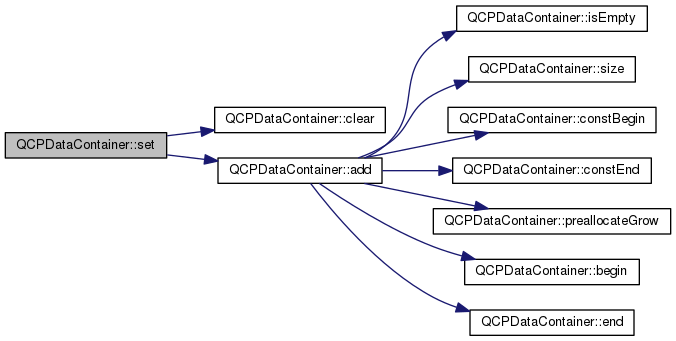 QCPDataContainer::isEmpty
QCPDataContainer::size
QCPDataContainer::clear
QCPDataContainer::constBegin
QCPDataContainer::set
QCPDataContainer::add
QCPDataContainer::constEnd
QCPDataContainer::preallocateGrow
QCPDataContainer::begin
QCPDataContainer::end